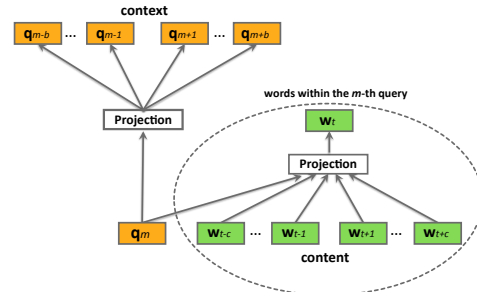 context
qm-b ... qm-1 qm+1 ... qm+b
Projection
words within the m-th query
wt
Projection
qm wt-c ... wt-1 wt+1 ... wt+c
content